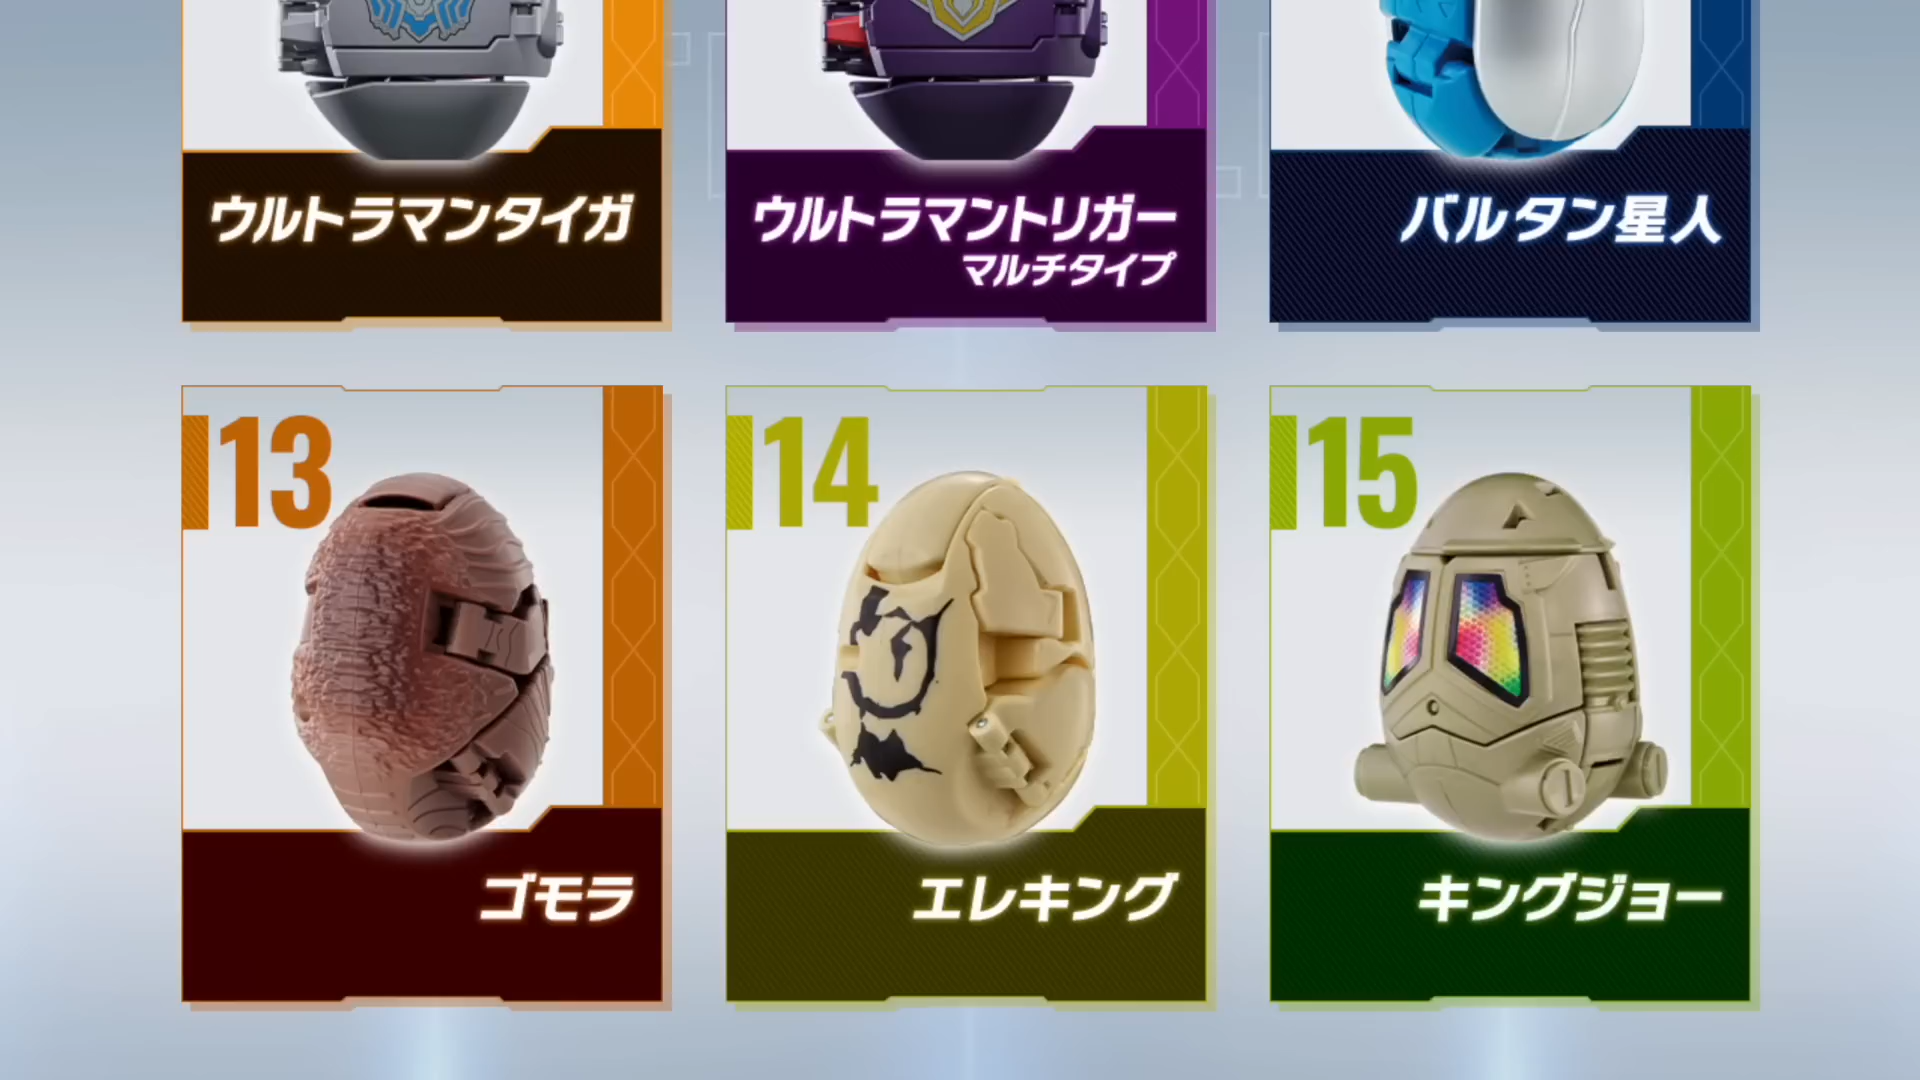 ウルトラマンタイガ
ウルトラマントリガー
マルチタイプ
バルタン星人
13
ゴモラ
14
エレキング
15
キングジョー